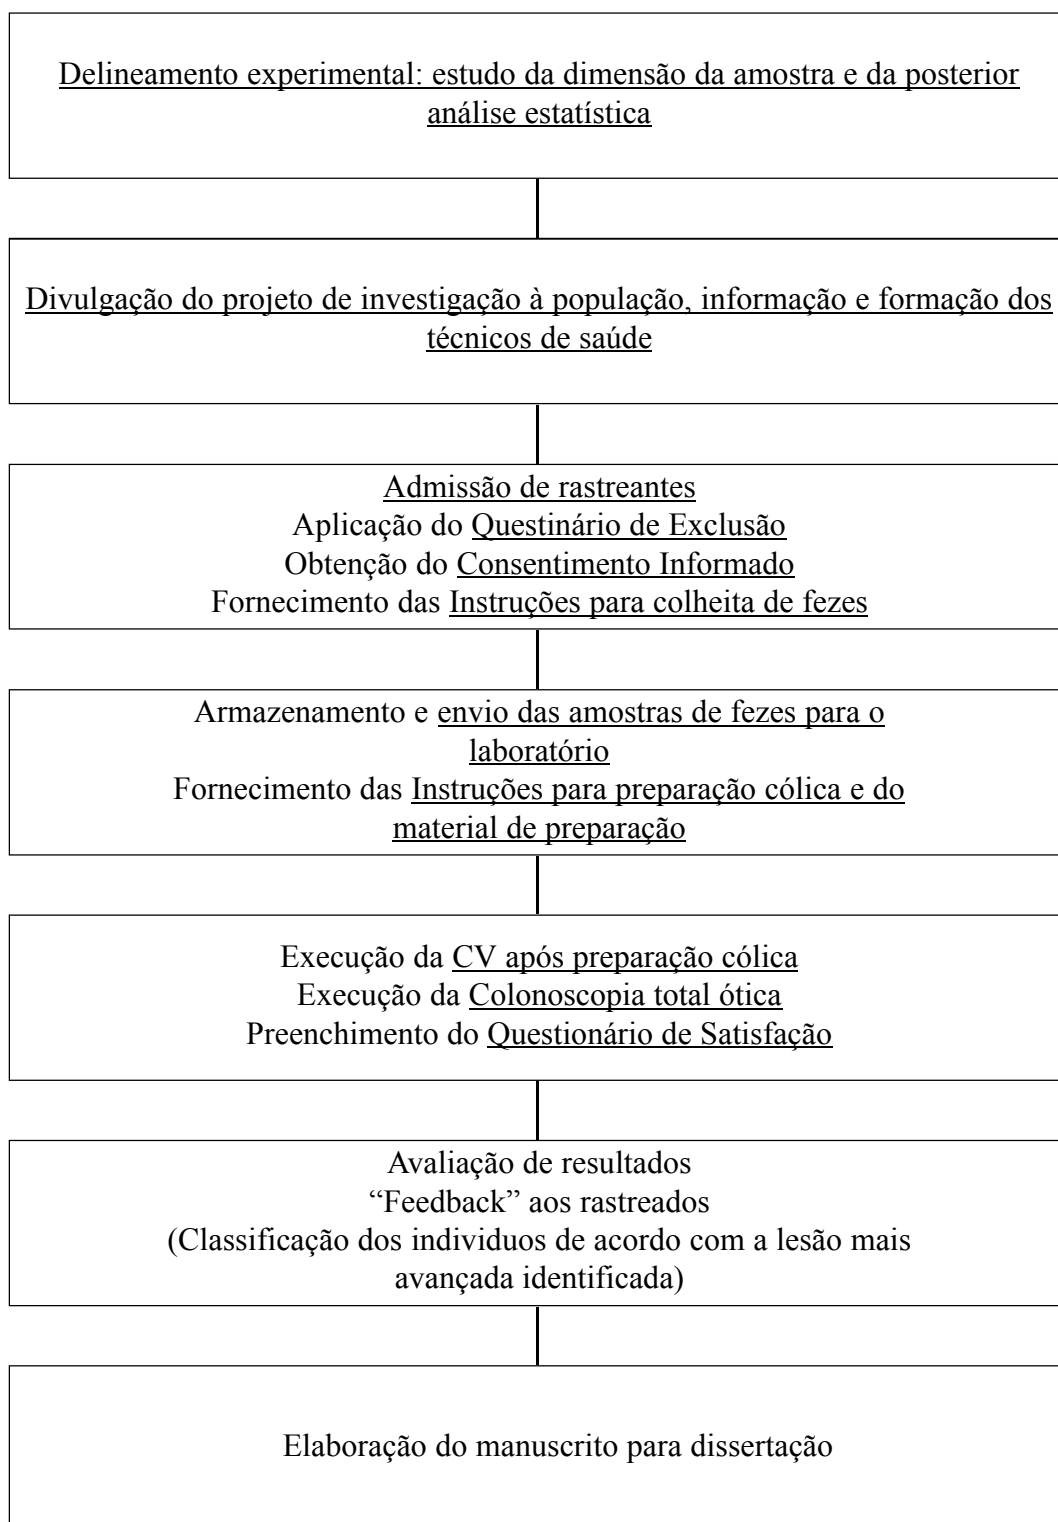 Delineamento experimental: estudo da dimensão da amostra e da posterior
análise estatística
Divulgação do projeto de investigação à população, informação e formação dos
técnicos de saúde
Admissão de rastreantes
Aplicação do Questinário de Exclusão
Obtenção do Consentimento Informado
Fornecimento das Instruções para colheita de fezes
Armazenamento e envio das amostras de fezes para o
laboratório
Fornecimento das Instruções para preparação cólica e do
material de preparação
Execução da CV após preparação cólica
Execução da Colonoscopia total ótica
Preenchimento do Questionário de Satisfação
Avaliação de resultados
“Feedback” aos rastreados
(Classificação dos individuos de acordo com a lesão mais
avançada identificada)
Elaboração do manuscrito para dissertação